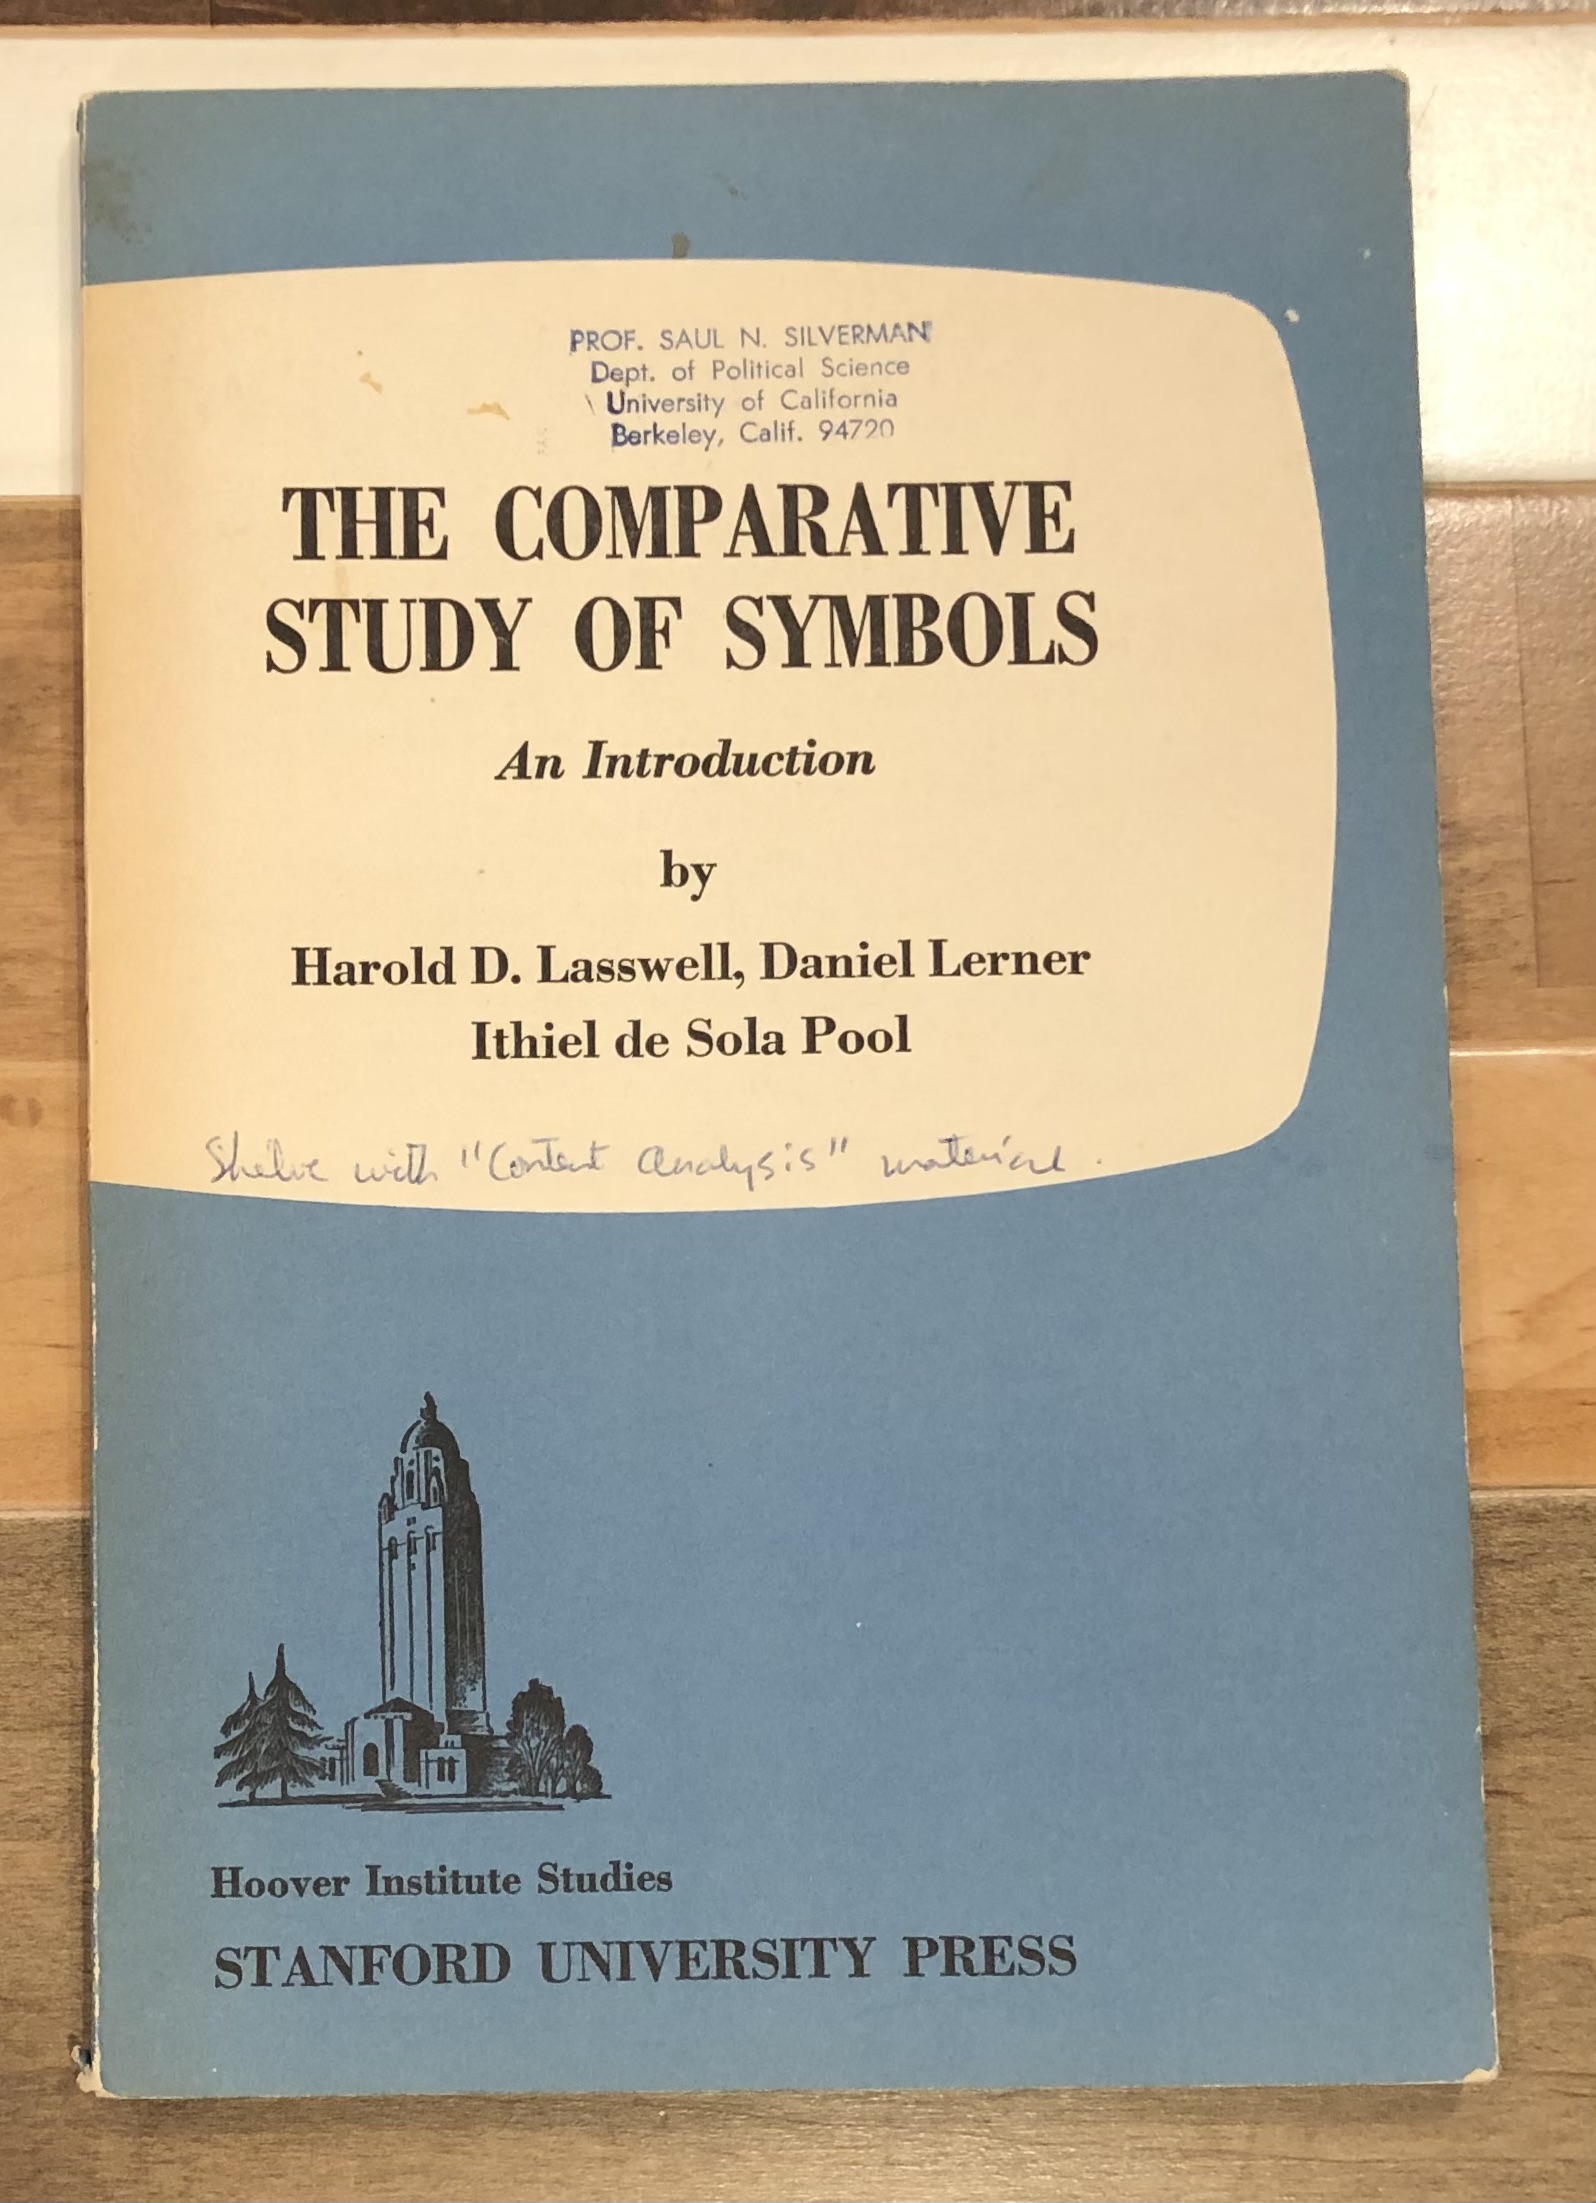 PROF. SAUL N. SILVERMAN
Dept. of Political Science
University of California
Berkeley, Calif. 94720
THE COMPARATIVE
STUDY OF SYMBOLS
An Introduction
by
Harold D. Lasswell, Daniel Lerner
Ithiel de Sola Pool
Shelve with "Content Analysis" material.
Hoover Institute Studies
STANFORD UNIVERSITY PRESS